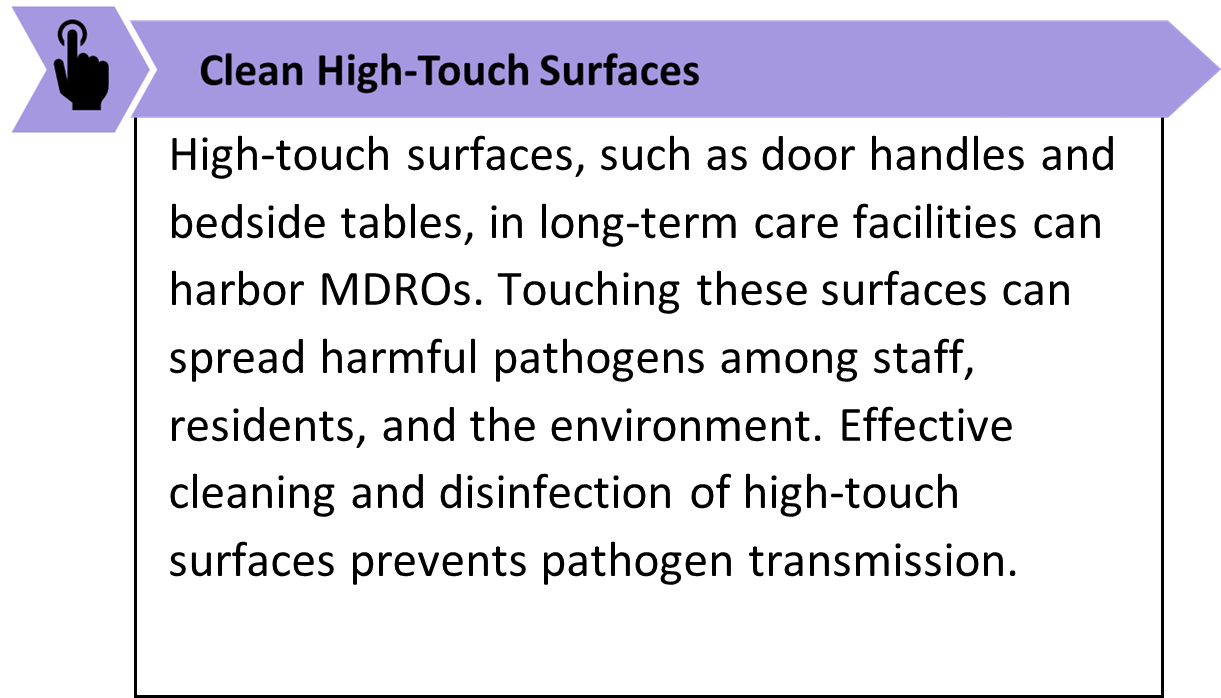 Clean High-Touch Surfaces
High-touch surfaces, such as door handles and
bedside tables, in long-term care facilities can
harbor MDROs. Touching these surfaces can
spread harmful pathogens among staff,
residents, and the environment. Effective
cleaning and disinfection of high-touch
surfaces prevents pathogen transmission.